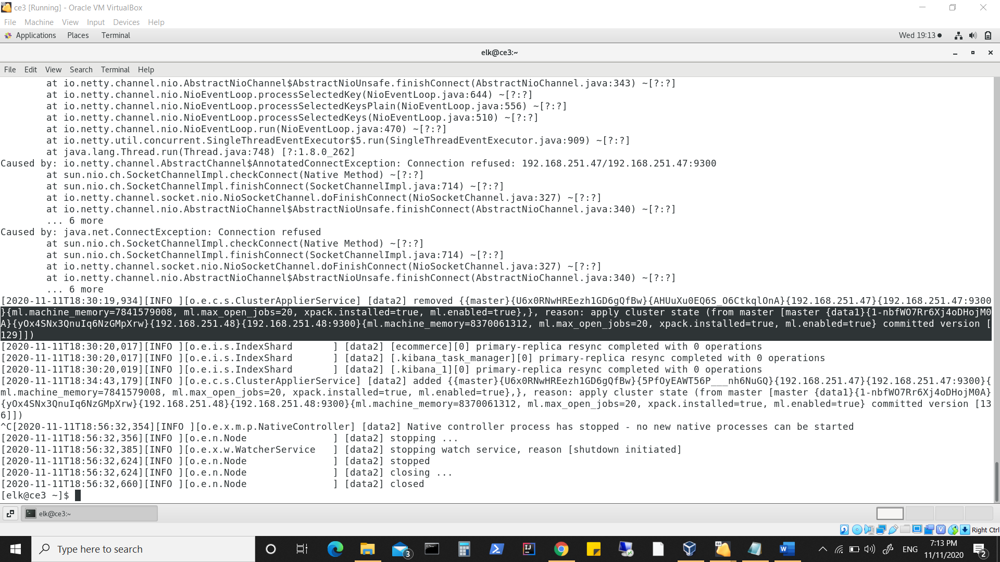 ce3 [Running] - Oracle VM VirtualBox
File Machine View Input Devices Help
Applications Places Terminal Wed 19:13
elk@ce3:~
File Edit View Search Terminal Help
at io.netty.channel.nio.AbstractNioChannel$AbstractNioUnsafe.finishConnect(AbstractNioChannel.java:343) ~[?:?]
at io.netty.channel.nio.NioEventLoop.processSelectedKey(NioEventLoop.java:644) ~[?:?]
at io.netty.channel.nio.NioEventLoop.processSelectedKeysPlain(NioEventLoop.java:556) ~[?:?]
at io.netty.channel.nio.NioEventLoop.processSelectedKeys(NioEventLoop.java:510) ~[?:?]
at io.netty.channel.nio.NioEventLoop.run(NioEventLoop.java:470) ~[?:?]
at io.netty.util.concurrent.SingleThreadEventExecutor$5.run(SingleThreadEventExecutor.java:909) ~[?:?]
at java.lang.Thread.run(Thread.java:748) [?:1.8.0_262]
Caused by: io.netty.channel.AbstractChannel$AnnotatedConnectException: Connection refused: 192.168.251.47/192.168.251.47:9300
at sun.nio.ch.SocketChannelImpl.checkConnect(Native Method) ~[?:?]
at sun.nio.ch.SocketChannelImpl.finishConnect(SocketChannelImpl.java:714) ~[?:?]
at io.netty.channel.socket.nio.NioSocketChannel.doFinishConnect(NioSocketChannel.java:327) ~[?:?]
at io.netty.channel.nio.AbstractNioChannel$AbstractNioUnsafe.finishConnect(AbstractNioChannel.java:340) ~[?:?]
... 6 more
Caused by: java.net.ConnectException: Connection refused
at sun.nio.ch.SocketChannelImpl.checkConnect(Native Method) ~[?:?]
at sun.nio.ch.SocketChannelImpl.finishConnect(SocketChannelImpl.java:714) ~[?:?]
at io.netty.channel.socket.nio.NioSocketChannel.doFinishConnect(NioSocketChannel.java:327) ~[?:?]
at io.netty.channel.nio.AbstractNioChannel$AbstractNioUnsafe.finishConnect(AbstractNioChannel.java:340) ~[?:?]
... 6 more
[2020-11-11T18:30:19,934][INFO ][o.e.c.s.ClusterApplierService] [data2] removed {{master}{U6x0RNwHREezh1GD6gQfBw}{AHUuXu0EQ6S_O6CtkqlOnA}{192.168.251.47}{192.168.251.47:9300
}{ml.machine_memory=7841579008, ml.max_open_jobs=20, xpack.installed=true, ml.enabled=true},}, reason: apply cluster state (from master [master {data1}{1-nbfWO7Rr6Xj4oDHojM0
A}{yOx4SNx3QnuIq6NzGMpXrw}{192.168.251.48}{192.168.251.48:9300}{ml.machine_memory=8370061312, ml.max_open_jobs=20, xpack.installed=true, ml.enabled=true} committed version [
129]])
[2020-11-11T18:30:20,017][INFO ][o.e.i.s.IndexShard       ] [data2] [ecommerce][0] primary-replica resync completed with 0 operations
[2020-11-11T18:30:20,017][INFO ][o.e.i.s.IndexShard       ] [data2] [.kibana_task_manager][0] primary-replica resync completed with 0 operations
[2020-11-11T18:30:20,019][INFO ][o.e.i.s.IndexShard       ] [data2] [.kibana_1][0] primary-replica resync completed with 0 operations
[2020-11-11T18:34:43,179][INFO ][o.e.c.s.ClusterApplierService] [data2] added {{master}{U6x0RNwHREezh1GD6gQfBw}{5PfOyEAWT56P___nh6NuGQ}{192.168.251.47}{192.168.251.47:9300}{
ml.machine_memory=7841579008, ml.max_open_jobs=20, xpack.installed=true, ml.enabled=true},}, reason: apply cluster state (from master [master {data1}{1-nbfWO7Rr6Xj4oDHojM0A}
{yOx4SNx3QnuIq6NzGMpXrw}{192.168.251.48}{192.168.251.48:9300}{ml.machine_memory=8370061312, ml.max_open_jobs=20, xpack.installed=true, ml.enabled=true} committed version [13
6]])
^C[2020-11-11T18:56:32,354][INFO ][o.e.x.m.p.NativeController] [data2] Native controller process has stopped - no new native processes can be started
[2020-11-11T18:56:32,356][INFO ][o.e.n.Node               ] [data2] stopping ...
[2020-11-11T18:56:32,385][INFO ][o.e.x.w.WatcherService   ] [data2] stopping watch service, reason [shutdown initiated]
[2020-11-11T18:56:32,624][INFO ][o.e.n.Node               ] [data2] stopped
[2020-11-11T18:56:32,624][INFO ][o.e.n.Node               ] [data2] closing ...
[2020-11-11T18:56:32,660][INFO ][o.e.n.Node               ] [data2] closed
[elk@ce3 ~]$
elk@ce3:~
Right Ctrl
Type here to search
3
ENG
7:13 PM
11/11/2020
2